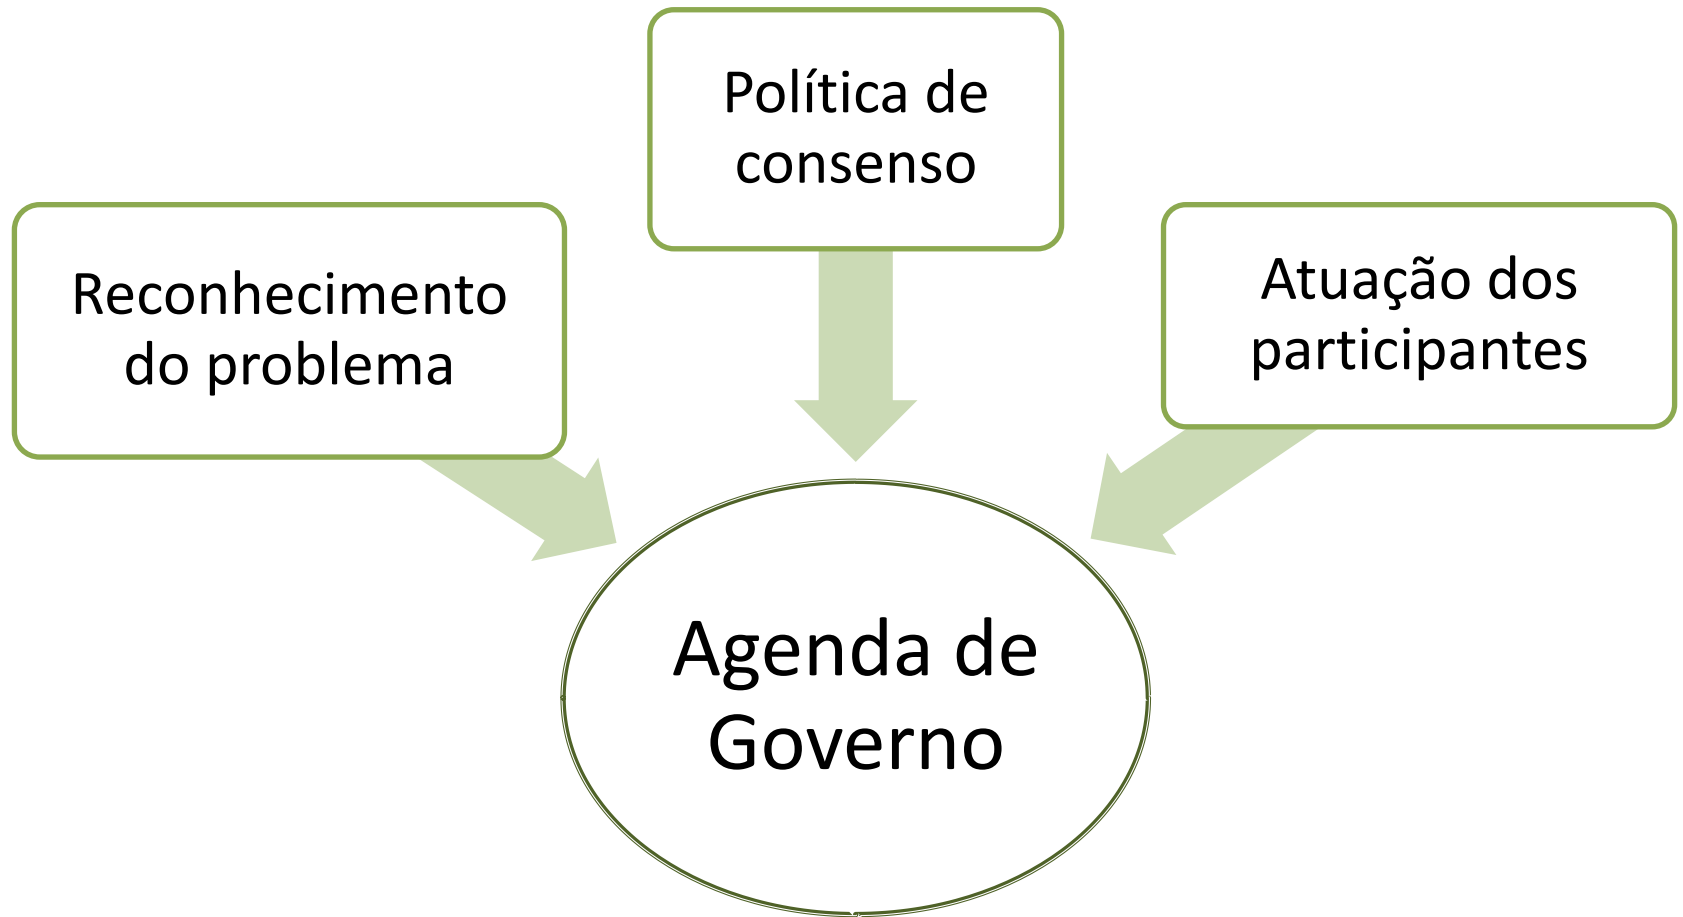 Política de
consenso
Reconhecimento
do problema
Atuação dos
participantes
Agenda de
Governo